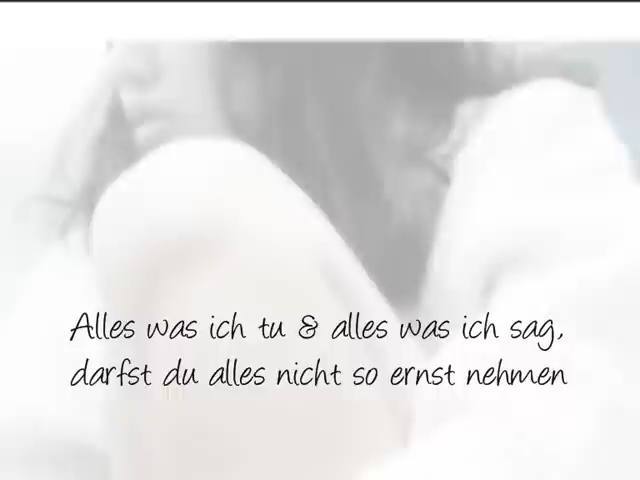 Alles was ich tu & alles was ich sag,
darfst du alles nicht so ernst nehmen